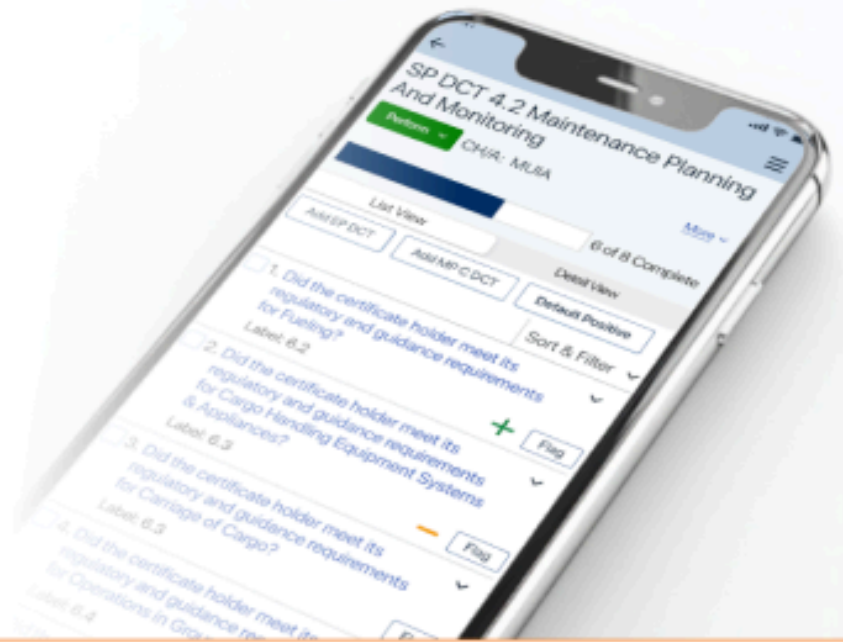 SP DCT 4.2 Maintenance Planning
And Monitoring
Perform
CH/A: MUIA
More
6 of 8 Complete
List View
Detail View
Add SP DCT
Add MP C DCT
Default Positive
Sort & Filter
1. Did the certificate holder meet its
regulatory and guidance requirements
for Fueling?
Label: 6.2
Flag
2. Did the certificate holder meet its
regulatory and guidance requirements
for Cargo Handling Equipment Systems
& Appliances?
Label: 6.3
Flag
3. Did the certificate holder meet its
regulatory and guidance requirements
for Carriage of Cargo?
Label: 6.3
4. Did the certificate holder meet its
regulatory and guidance
for Operations in
Label: 6.4